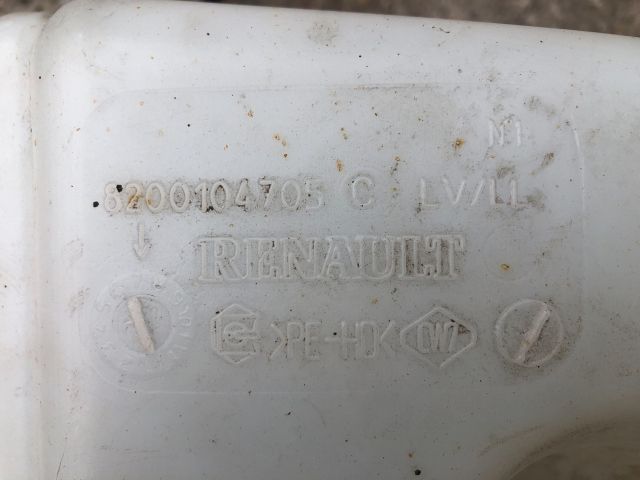 8200104705 C LV/LL
RENAULT
>PE-HD<